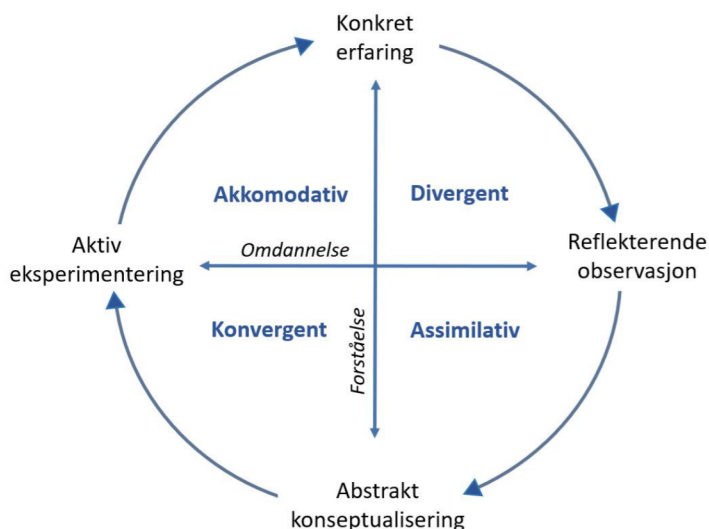 Konkret
erfaring
Akkomodativ
Divergent
Aktiv
eksperimentering
Omdannelse
Reflekterende
observasjon
Konvergent
Forståelse
Assimilativ
Abstrakt
konseptualisering